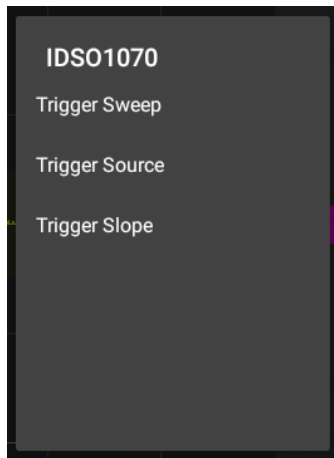 IDSO1070
Trigger Sweep
Trigger Source
Trigger Slope